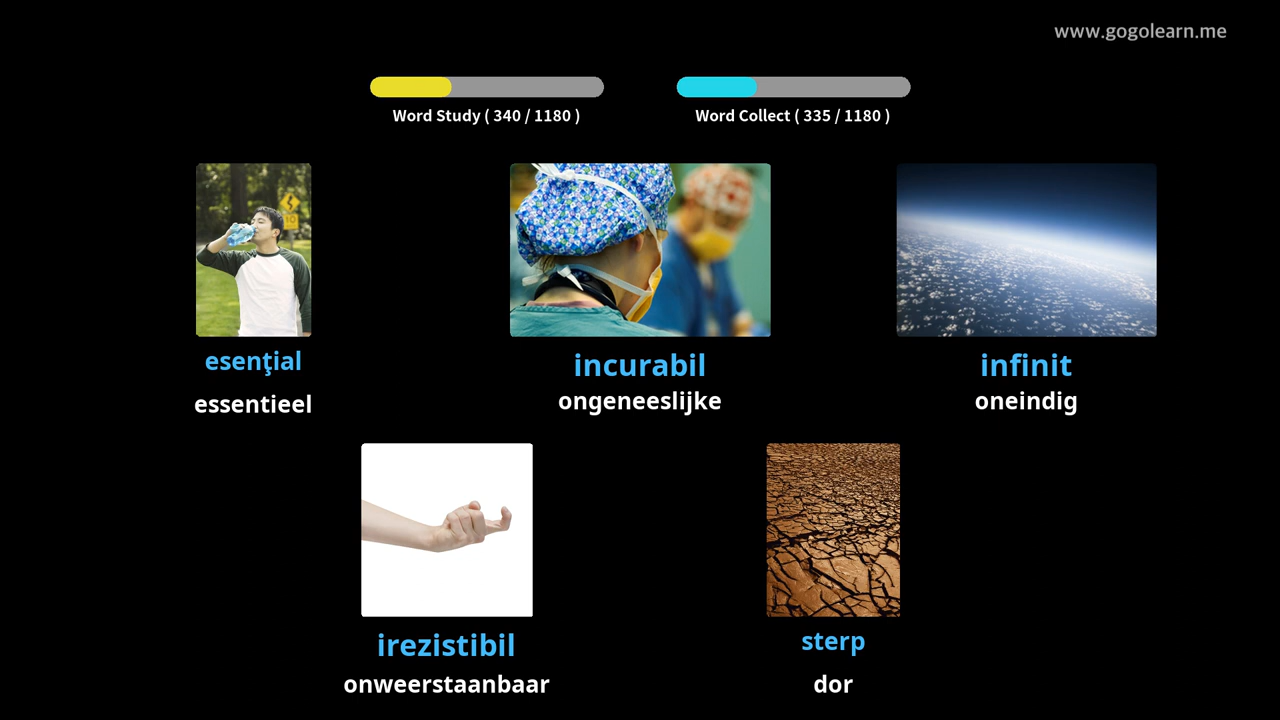 www.gogolearn.me
Word Study ( 340 / 1180 )
Word Collect ( 335 / 1180 )
esenţial
essentieel
incurabil
ongeneeslijke
infinit
oneindig
irezistibil
onweerstaanbaar
sterp
dor